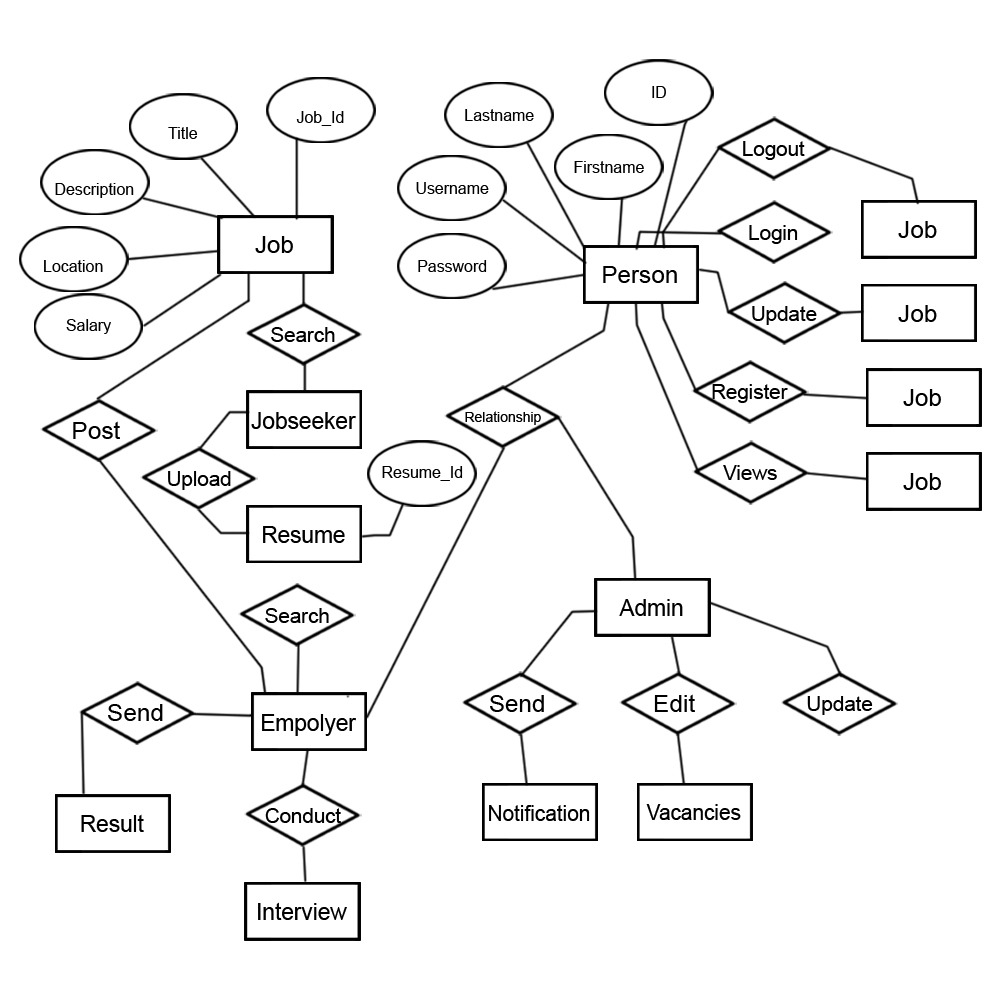 ID
Job_Id
Lastname
Title
Logout
Firstname
Description
Username
Job
Login
Job
Location
Password
Person
Salary
Update
Job
Search
Register
Job
Relationship
Jobseeker
Post
Upload
Resume_Id
Views
Job
Resume
Search
Admin
Send
Empolyer
Send
Edit
Update
Result
Conduct
Notification
Vacancies
Interview